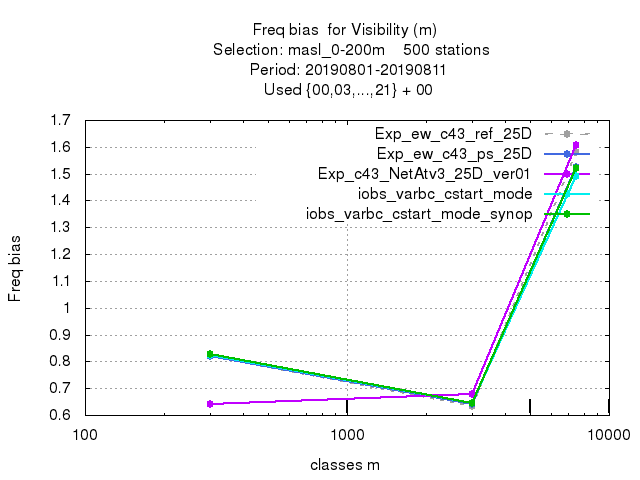 Freq bias  for Visibility (m)
Selection: masl_0-200m    500 stations
Period: 20190801-20190811
Used {00,03,...,21} + 00
Exp_ew_c43_ref_25D
Exp_ew_c43_ps_25D
Exp_c43_NetAtv3_25D_ver01
iobs_varbc_cstart_mode
iobs_varbc_cstart_mode_synop
Freq bias
1.7
1.6
1.5
1.4
1.3
1.2
1.1
1
0.9
0.8
0.7
0.6
100 1000 10000
classes m